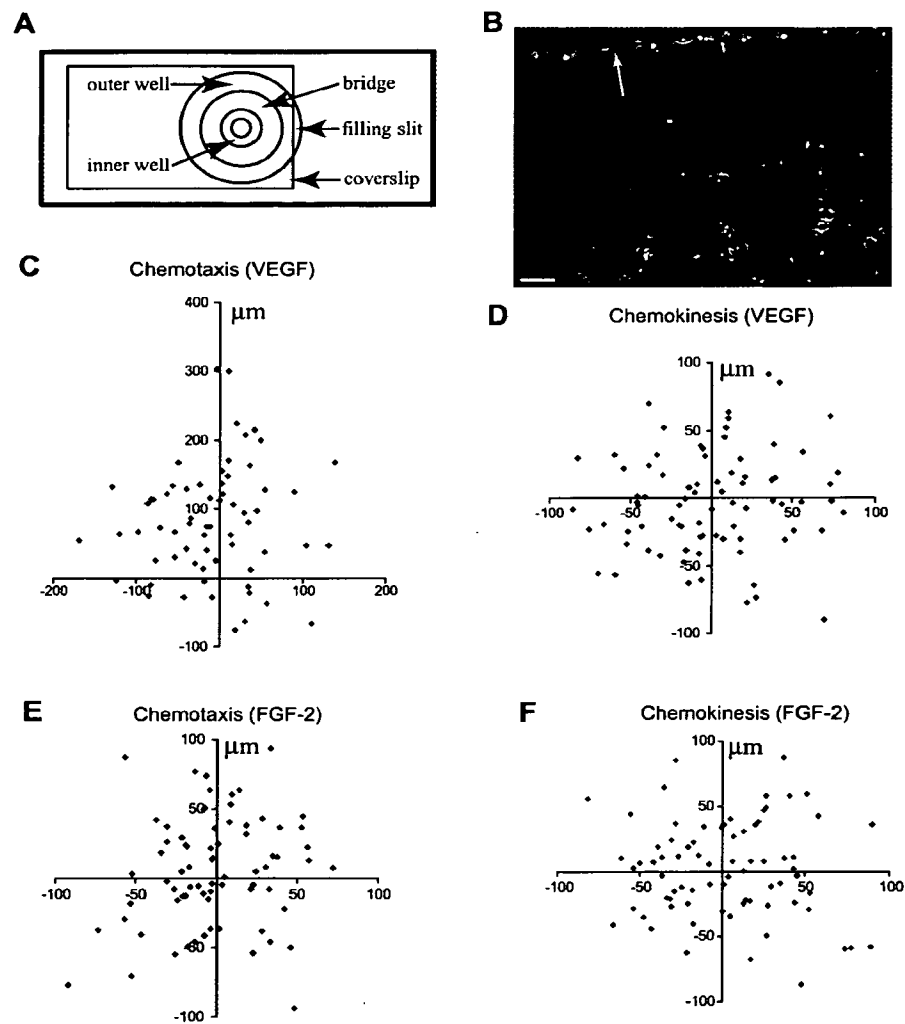 A
outer well
bridge
filling slit
inner well
coverslip
B
C
Chemotaxis (VEGF)
400
μm
300
200
100
-200
-100
100
200
-100
D
Chemokinesis (VEGF)
100
μm
50
-100
-50
50
100
-50
-100
E
Chemotaxis (FGF-2)
100
μm
50
-100
-50
50
100
-50
-100
F
Chemokinesis (FGF-2)
100
μm
50
-100
-50
50
100
-50
-100